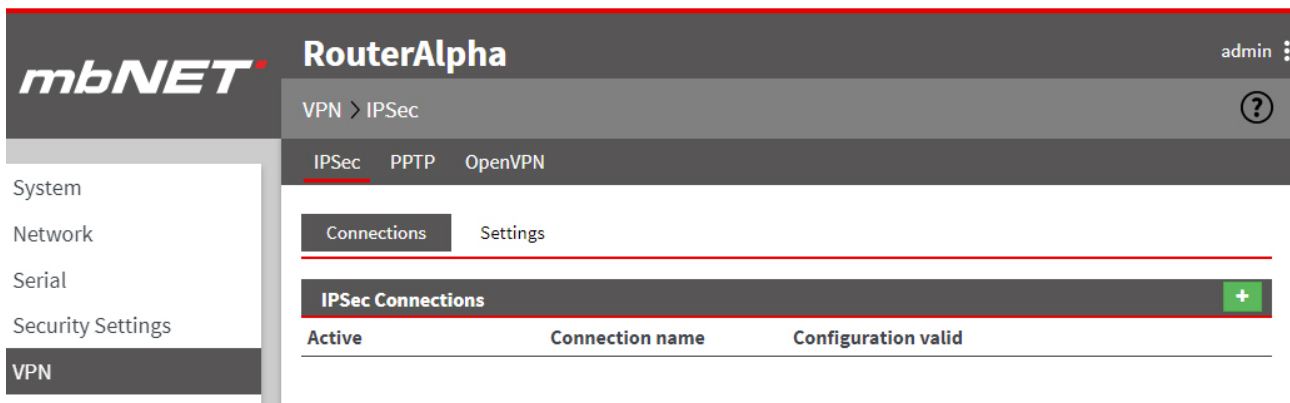 mbNET
RouterAlpha
admin
VPN > IPSec
?
IPSec PPTP OpenVPN
System
Network
Serial
Security Settings
VPN
Connections Settings
IPSec Connections +
Active Connection name Configuration valid